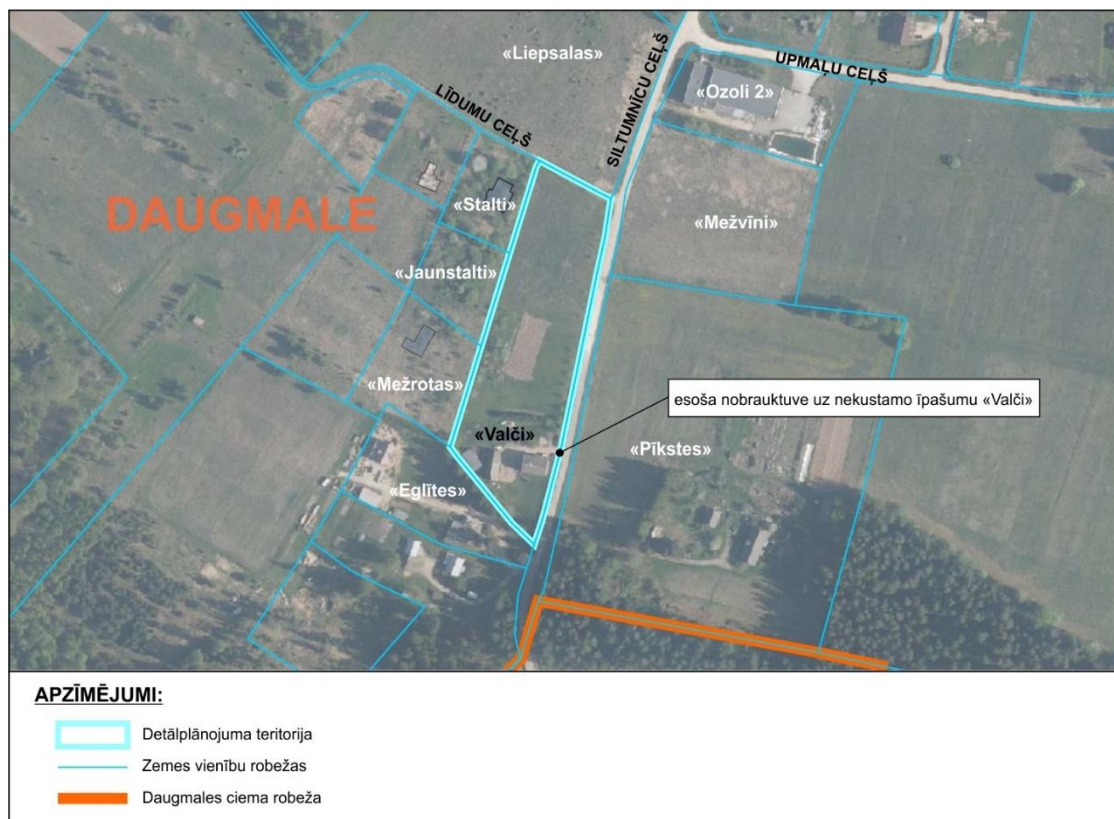 «Liepsalas»
SILTUMNĪCU CEĻŠ
UPMAĻU CEĻŠ
«Ozoli 2»
LĪDUMU CEĻŠ
DAUGMALE
«Stalti»
«Mežvīni»
«Jaunstalti»
«Mežrotas»
esoša nobrauktuve uz nekustamo īpašumu «Valči»
«Valči»
«Pīkstes»
«Eglītes»
APZĪMĒJUMI:
Detālplānojuma teritorija
Zemes vienību robežas
Daugmales ciema robeža